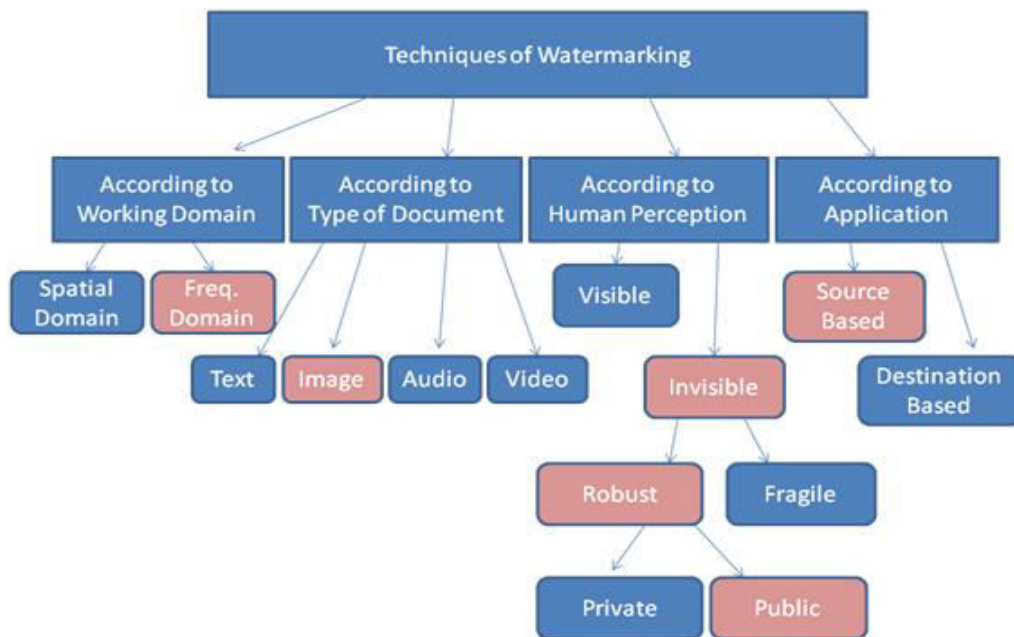 Techniques of Watermarking
According to
Working Domain
According to
Type of Document
According to
Human Perception
According to
Application
Spatial
Domain
Freq.
Domain
Visible
Source
Based
Text
Image
Audio
Video
Invisible
Destination
Based
Robust
Fragile
Private
Public